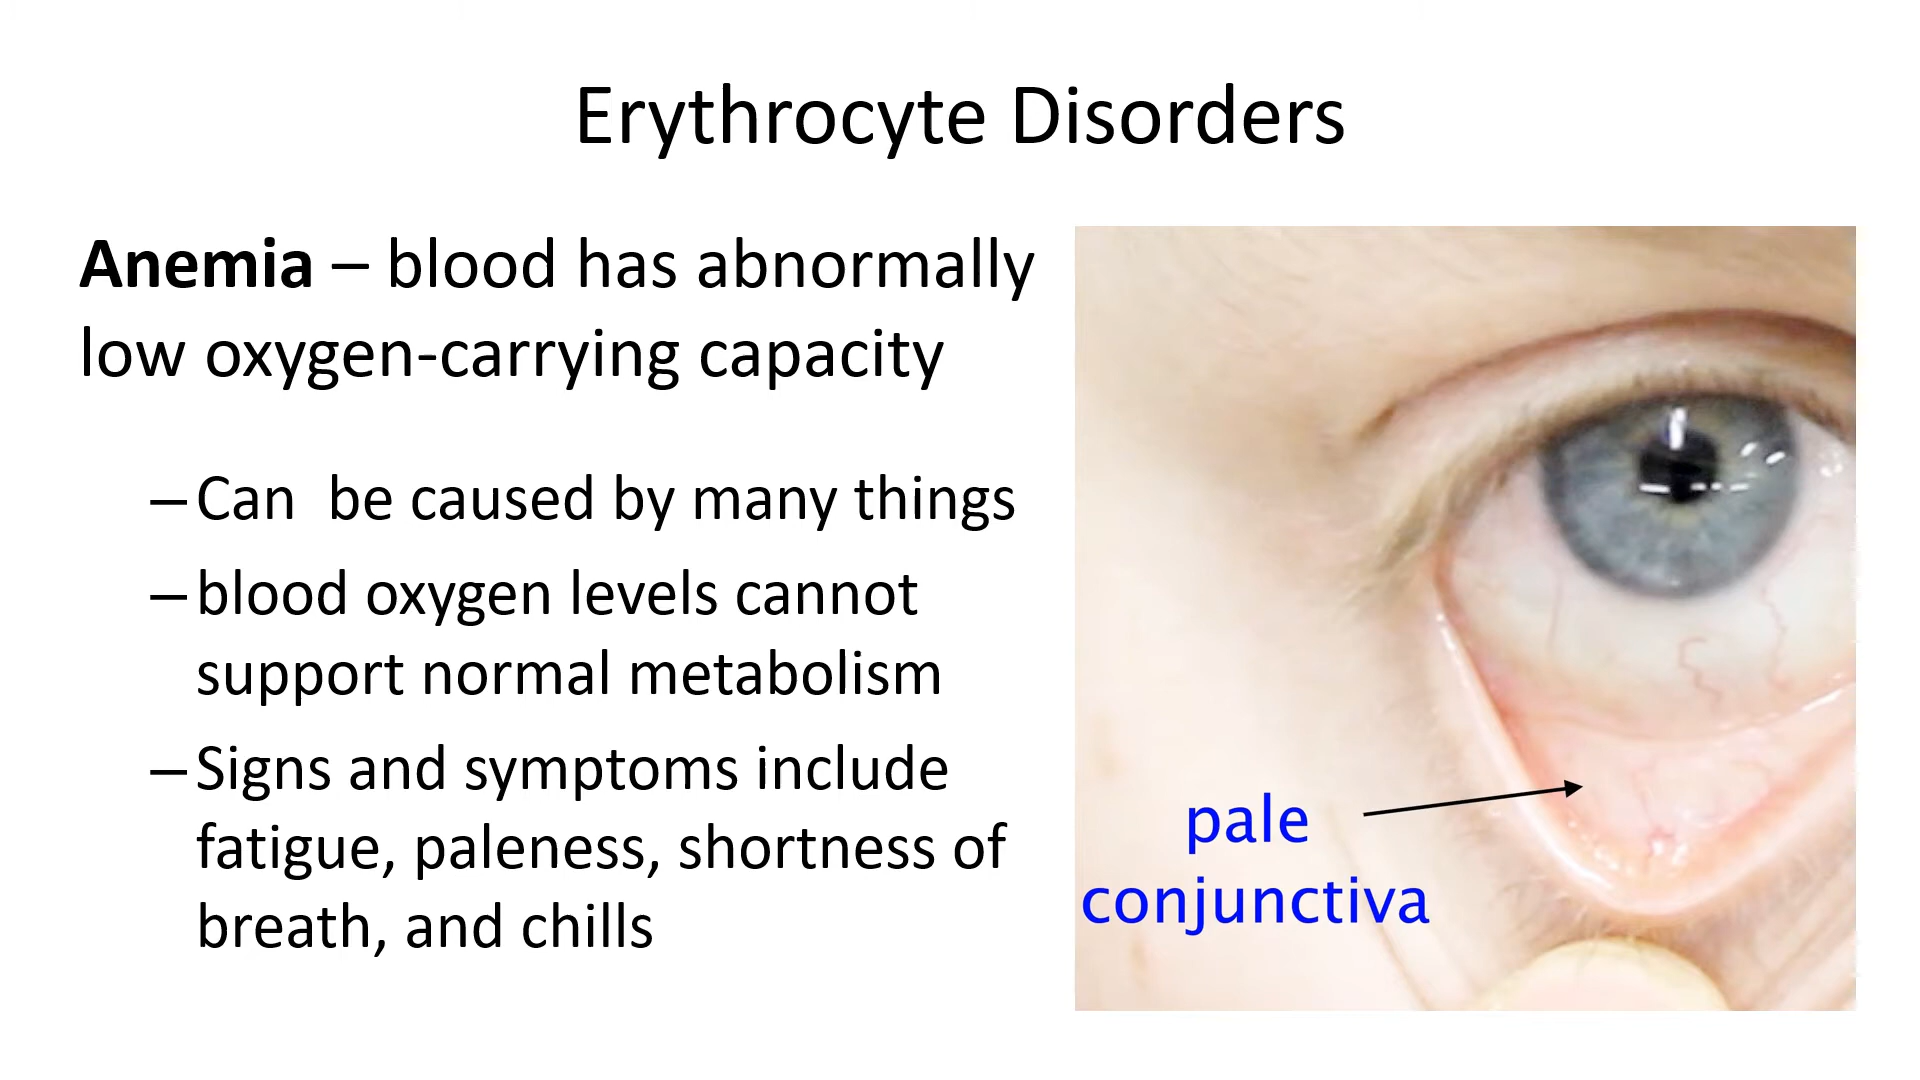 Erythrocyte Disorders
Anemia – blood has abnormally
low oxygen-carrying capacity
–Can  be caused by many things
–blood oxygen levels cannot
support normal metabolism
–Signs and symptoms include
fatigue, paleness, shortness of
breath, and chills
pale
conjunctiva